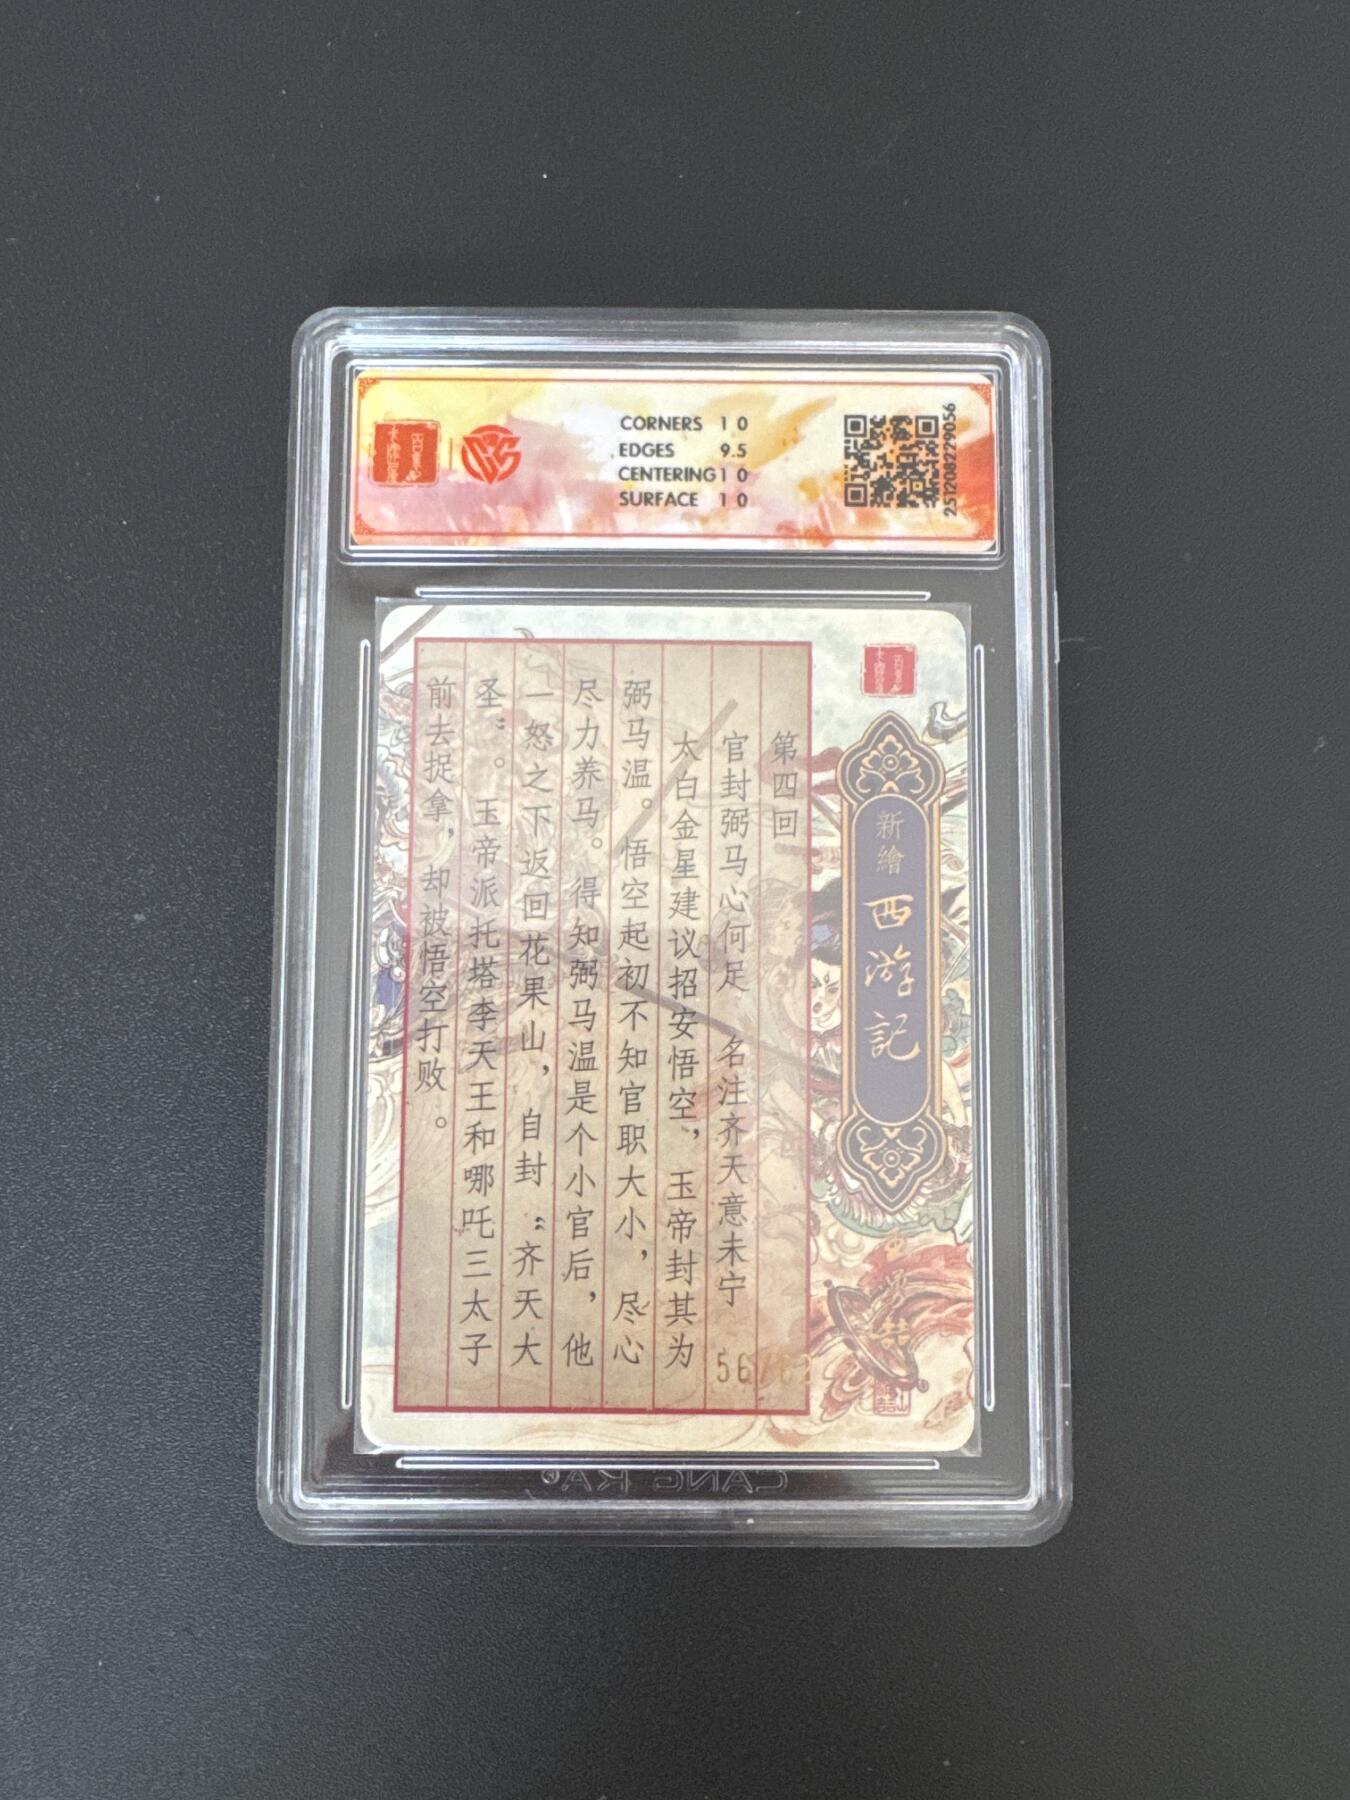 CORNERS 10
EDGES 9.5
CENTERING 10
SURFACE 10
251208229056
新繪
西游記
第四回
官封弼马心何足 名注齐天意未宁
太白金星建议招安悟空，玉帝封其为
弼马温。悟空起初不知官职大小，尽心
尽力养马。得知弼马温是个小官后，他
一怒之下返回花果山，自封“齐天大
圣”。玉帝派托塔李天王和哪吒三太子
前去捉拿，却被悟空打败。
56/62
CANG KA